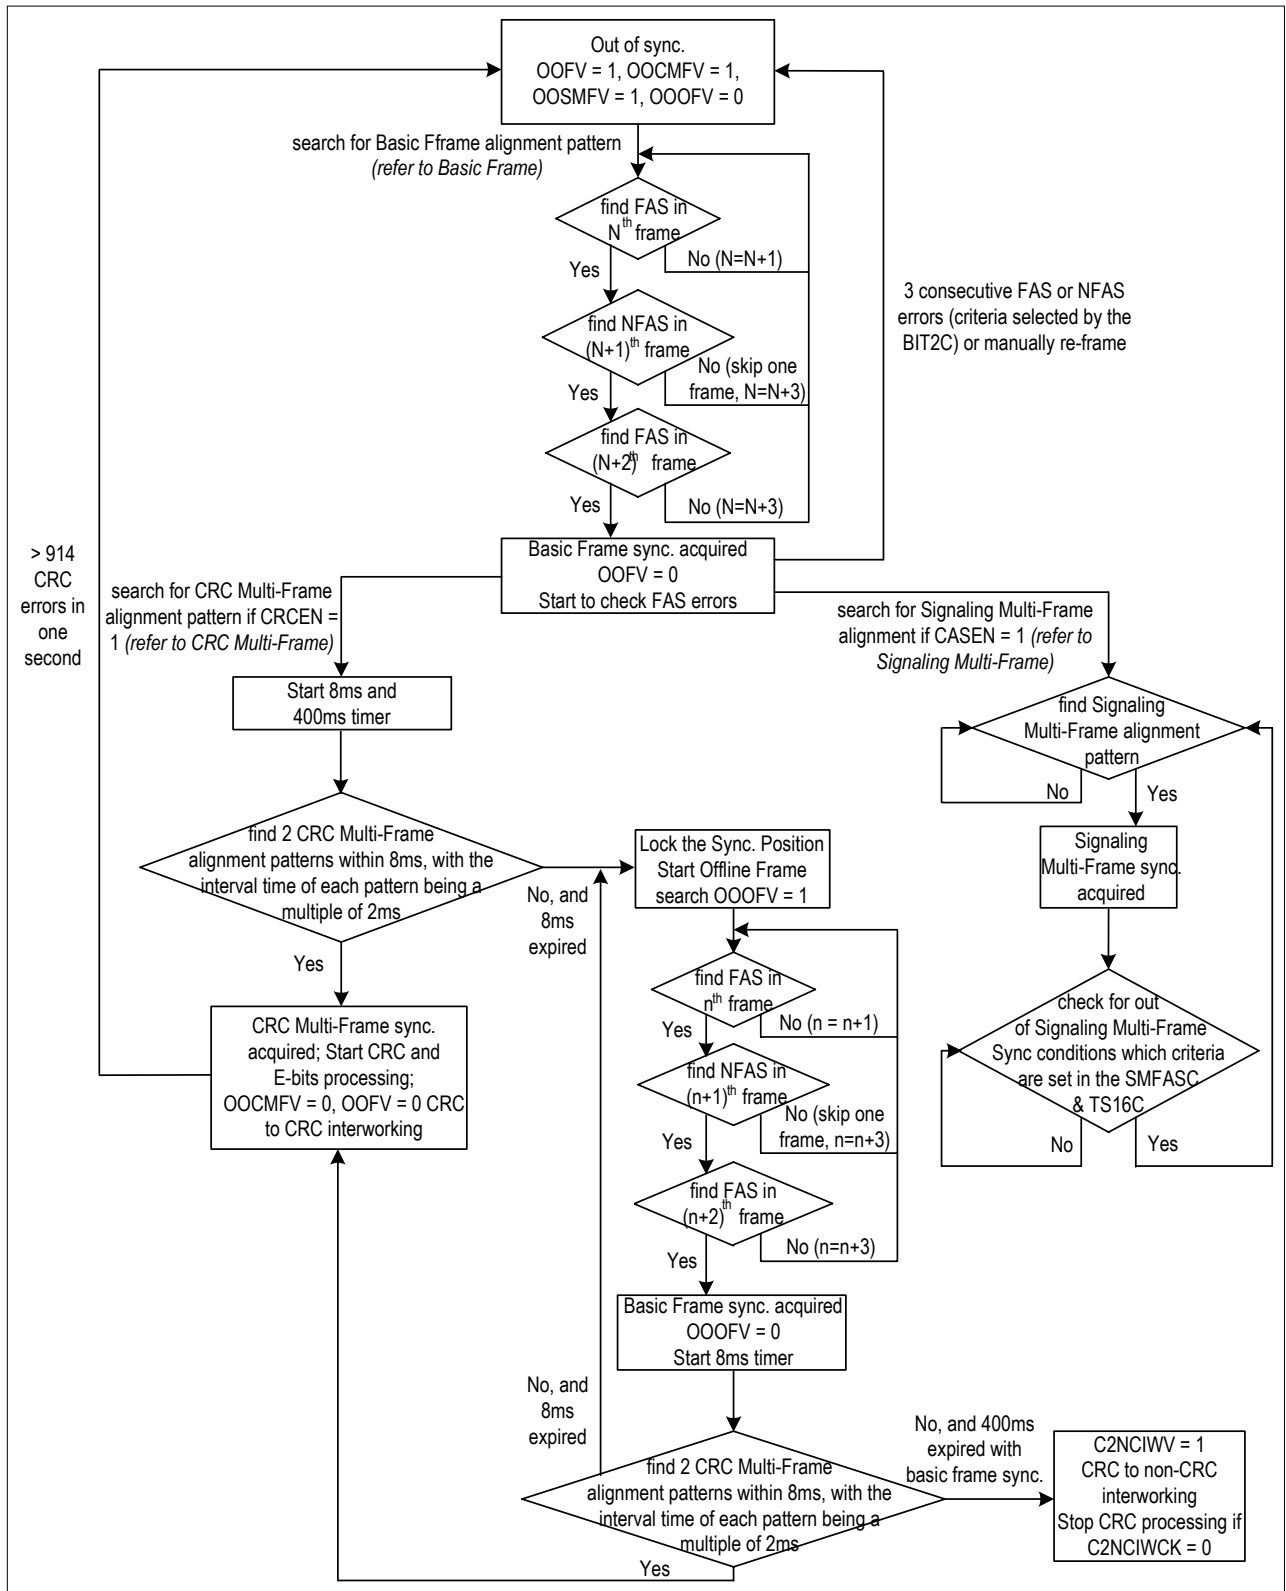 Out of sync.
OOFV = 1, OOCMFV = 1,
OOSMFV = 1, OOOFV = 0
search for Basic Fframe alignment pattern
(refer to Basic Frame)
find FAS in
Nth frame
No (N=N+1)
Yes
find NFAS in
(N+1)th frame
No (skip one
frame, N=N+3)
Yes
find FAS in
(N+2)th frame
No (N=N+3)
Yes
3 consecutive FAS or NFAS
errors (criteria selected by the
BIT2C) or manually re-frame
Basic Frame sync. acquired
OOFV = 0
Start to check FAS errors
> 914
CRC
errors in
one
second
search for CRC Multi-Frame
alignment pattern if CRCEN =
1 (refer to CRC Multi-Frame)
search for Signaling Multi-Frame
alignment if CASEN = 1 (refer to
Signaling Multi-Frame)
Start 8ms and
400ms timer
find Signaling
Multi-Frame alignment
pattern
No
Yes
find 2 CRC Multi-Frame
alignment patterns within 8ms, with the
interval time of each pattern being a
multiple of 2ms
No, and
8ms
expired
Yes
Lock the Sync. Position
Start Offline Frame
search OOOFV = 1
Signaling
Multi-Frame sync.
acquired
CRC Multi-Frame sync.
acquired; Start CRC and
E-bits processing;
OOCMFV = 0, OOFV = 0 CRC
to CRC interworking
find FAS in
nth frame
No (n = n+1)
Yes
find NFAS in
(n+1)th frame
No (skip one
frame, n=n+3)
Yes
find FAS in
(n+2)th frame
No (n=n+3)
Yes
check for out
of Signaling Multi-Frame
Sync conditions which criteria
are set in the SMFASC
& TS16C
No
Yes
Basic Frame sync. acquired
OOOFV = 0
Start 8ms timer
No, and
8ms
expired
find 2 CRC Multi-Frame
alignment patterns within 8ms, with the
interval time of each pattern being a
multiple of 2ms
Yes
No, and 400ms
expired with
basic frame sync.
C2NCIWV = 1
CRC to non-CRC
interworking
Stop CRC processing if
C2NCIWCK = 0